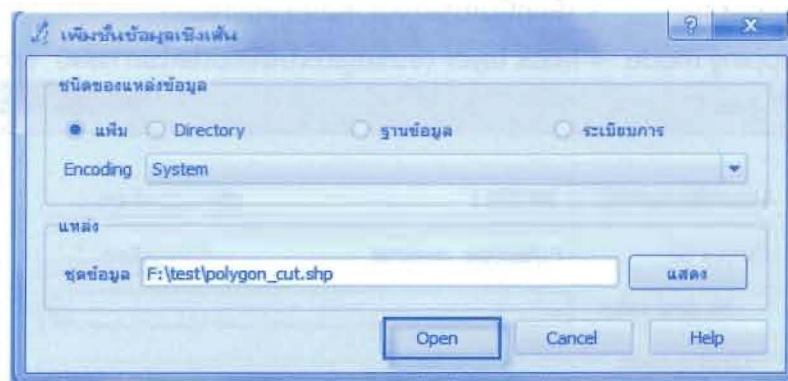 เพิ่มชั้นข้อมูลเชิงเส้น
ชนิดของแหล่งข้อมูล
แฟ้ม Directory ฐานข้อมูล ระเบียบการ
Encoding System
แหล่ง
ชุดข้อมูล F:\test\polygon_cut.shp แสดง
Open Cancel Help